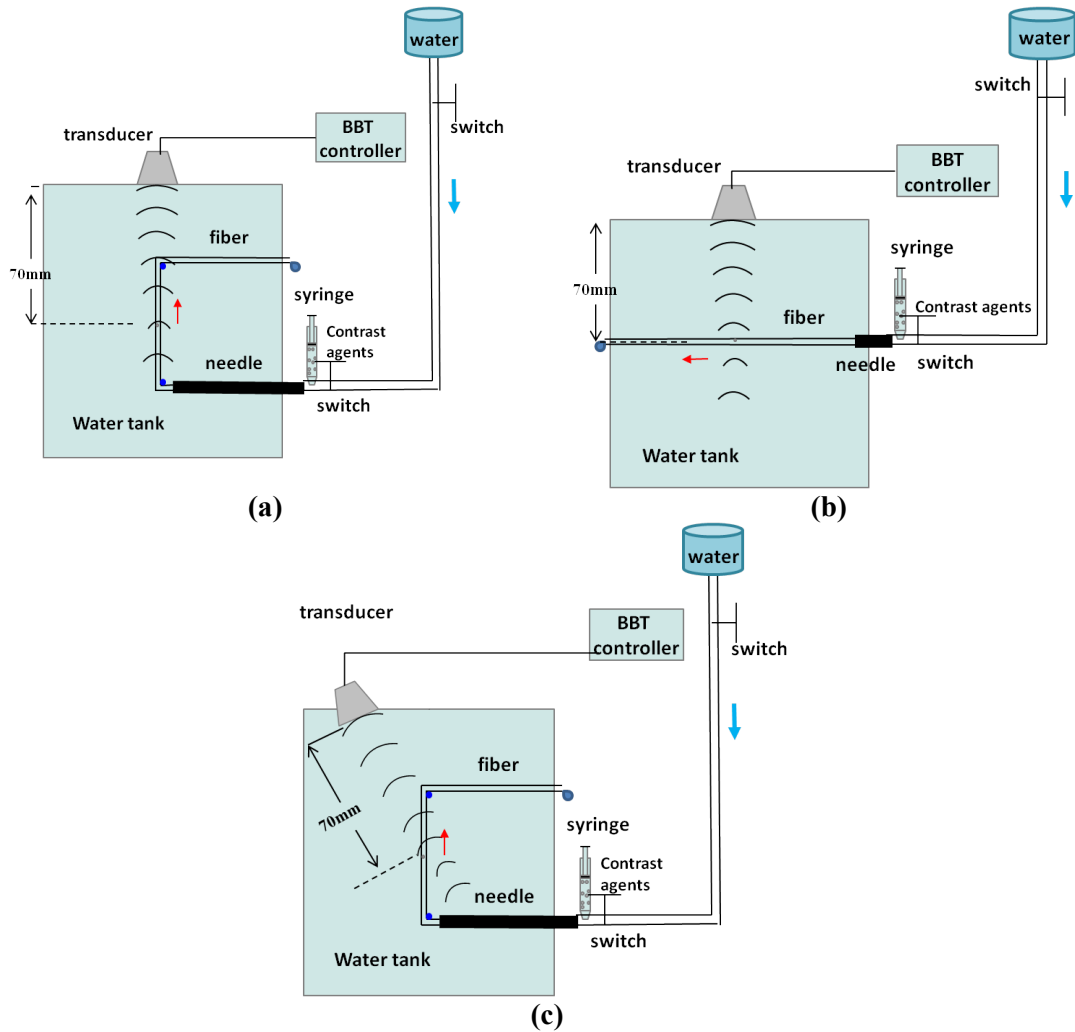 water
switch
transducer
BBT
controller
fiber
70mm
syringe
Contrast
agents
needle
switch
Water tank
(a)
water
switch
transducer
BBT
controller
syringe
70mm
Contrast agents
fiber
needle
switch
Water tank
(b)
water
transducer
BBT
controller
switch
fiber
70mm
syringe
Contrast
agents
needle
switch
Water tank
(c)